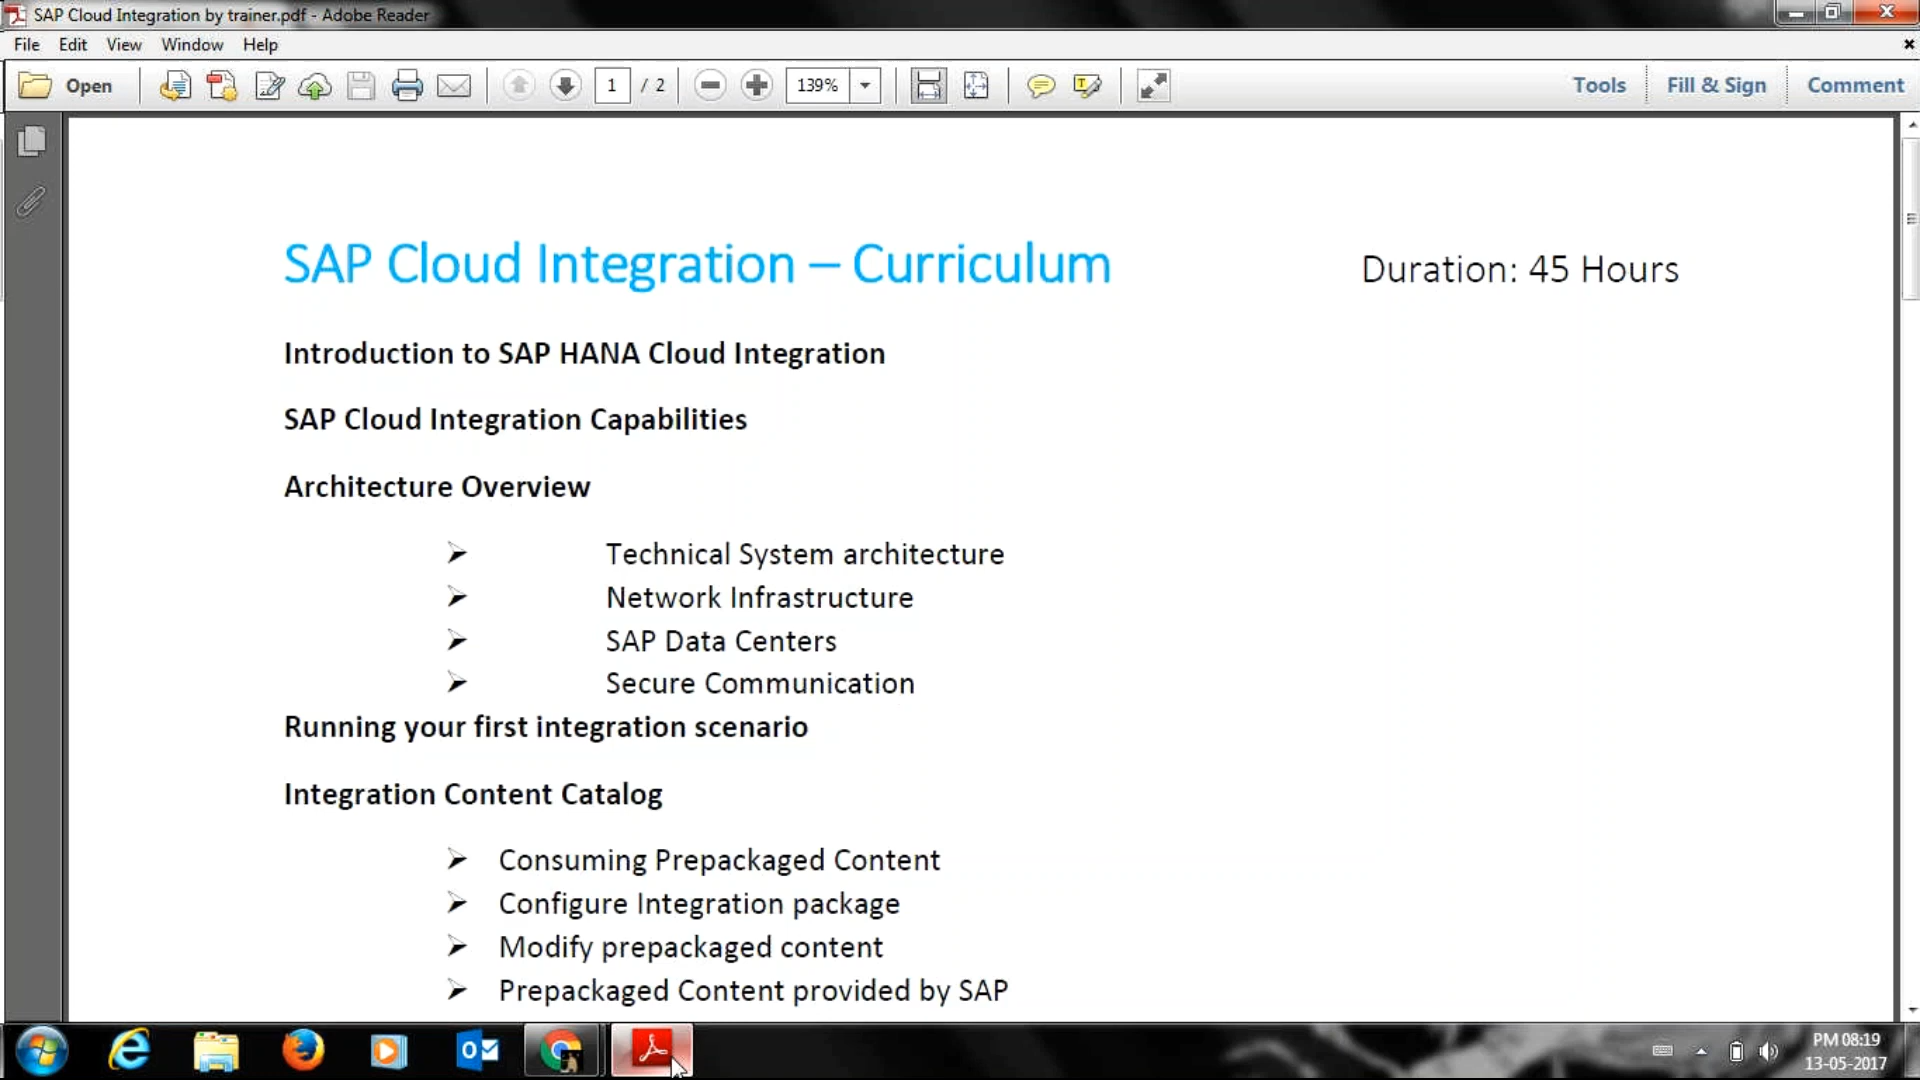 SAP Cloud Integration by trainer.pdf - Adobe Reader
File Edit View Window Help
Open 1 / 2 139% Tools Fill & Sign Comment
SAP Cloud Integration – Curriculum Duration: 45 Hours
Introduction to SAP HANA Cloud Integration
SAP Cloud Integration Capabilities
Architecture Overview
➢ Technical System architecture
➢ Network Infrastructure
➢ SAP Data Centers
➢ Secure Communication
Running your first integration scenario
Integration Content Catalog
➢ Consuming Prepackaged Content
➢ Configure Integration package
➢ Modify prepackaged content
➢ Prepackaged Content provided by SAP
PM 08:19
13-05-2017